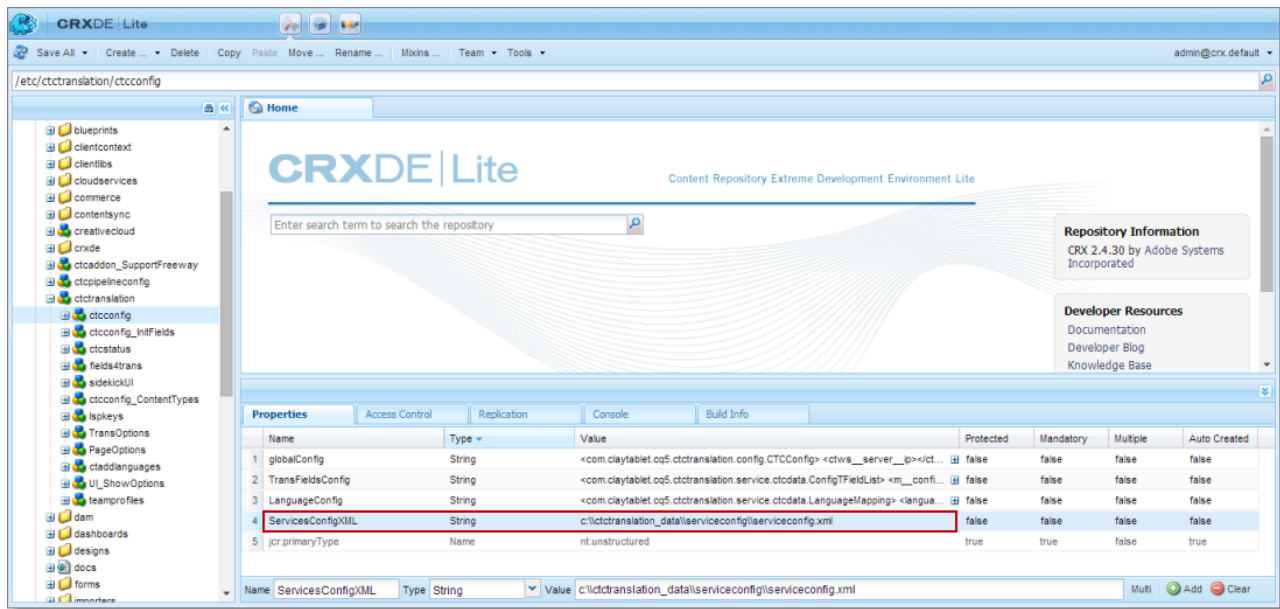 CRXDE | Lite
Save All Create ... Delete Copy Paste Move ... Rename ... Mixins ... Team Tools admin@crx.default
/etc/ctctranslation/ctcconfig
Home
blueprints
clientcontext
clientlibs
cloudservices
commerce
contentsync
creativecloud
crxde
ctcaddon_SupportFreeway
ctcpipelineconfig
ctctranslation
ctcconfig
ctcconfig_InitFields
ctcstatus
fields4trans
sidekickUI
ctcconfig_ContentTypes
lspkeys
TransOptions
PageOptions
ctaddlanguages
UI_ShowOptions
teamprofiles
dam
dashboards
designs
docs
forms
importers
CRXDE | Lite
Content Repository Extreme Development Environment Lite
Enter search term to search the repository
Repository Information
CRX 2.4.30 by Adobe Systems
Incorporated
Developer Resources
Documentation
Developer Blog
Knowledge Base
Properties Access Control Replication Console Build Info
Name Type Value Protected Mandatory Multiple Auto Created
1 globalConfig String <com.claytablet.cq5.ctctranslation.config.CTCConfig> <ctws__server__ip></ct... false false false false
2 TransFieldsConfig String <com.claytablet.cq5.ctctranslation.service.ctcdata.ConfigTFieldList> <m__confi... false false false false
3 LanguageConfig String <com.claytablet.cq5.ctctranslation.service.ctcdata.LanguageMapping> <langua... false false false false
4 ServicesConfigXML String c:\\ctctranslation_data\\serviceconfig\\serviceconfig.xml false false false false
5 jcr:primaryType Name nt:unstructured true true false true
Name ServicesConfigXML Type String Value c:\\ctctranslation_data\\serviceconfig\\serviceconfig.xml Multi Add Clear